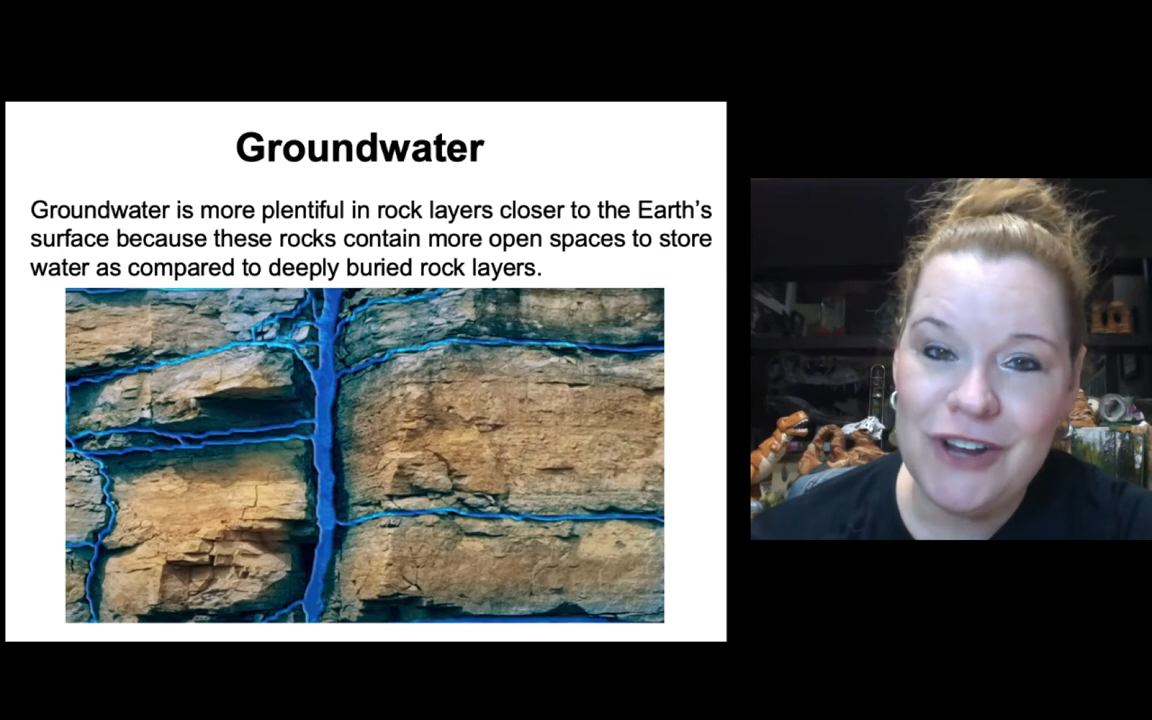 Groundwater
Groundwater is more plentiful in rock layers closer to the Earth’s
surface because these rocks contain more open spaces to store
water as compared to deeply buried rock layers.